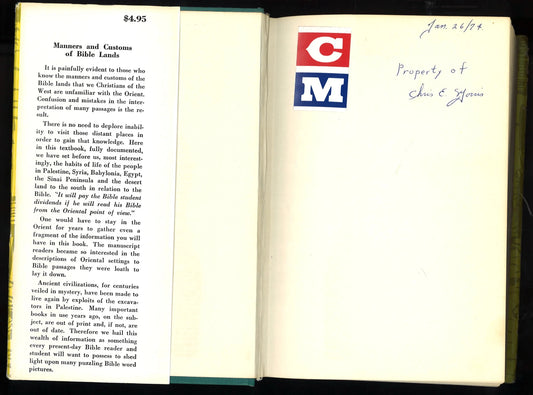 $4.95
Manners and Customs
of Bible Lands
It is painfully evident to those who
know the manners and customs of the
Bible lands that we Christians of the
West are unfamiliar with the Orient.
Confusion and mistakes in the inter-
pretation of many passages is the re-
sult.
There is no need to deplore inabil-
ity to visit those distant places in
order to gain that knowledge. Here
in this textbook, fully documented,
we have set before us, most interest-
ingly, the habits of life of the people
in Palestine, Syria, Babylonia, Egypt,
the Sinai Peninsula and the desert
land to the south in relation to the
Bible. "It will pay the Bible student
dividends if he will read his Bible
from the Oriental point of view."
One would have to stay in the
Orient for years to gather even a
fragment of the information you will
have in this book. The manuscript
readers became so interested in the
descriptions of Oriental settings to
Bible passages they were loath to
lay it down.
Ancient civilizations, for centuries
veiled in mystery, have been made to
live again by exploits of the excava-
tors in Palestine. Many important
books in use years ago, on the sub-
ject, are out of print and, if not, are
out of date. Therefore we hail this
wealth of information as something
every present-day Bible reader and
student will want to possess to shed
light upon many puzzling Bible word
pictures.
C
M
Jan. 26/74
Property of
Chris E.